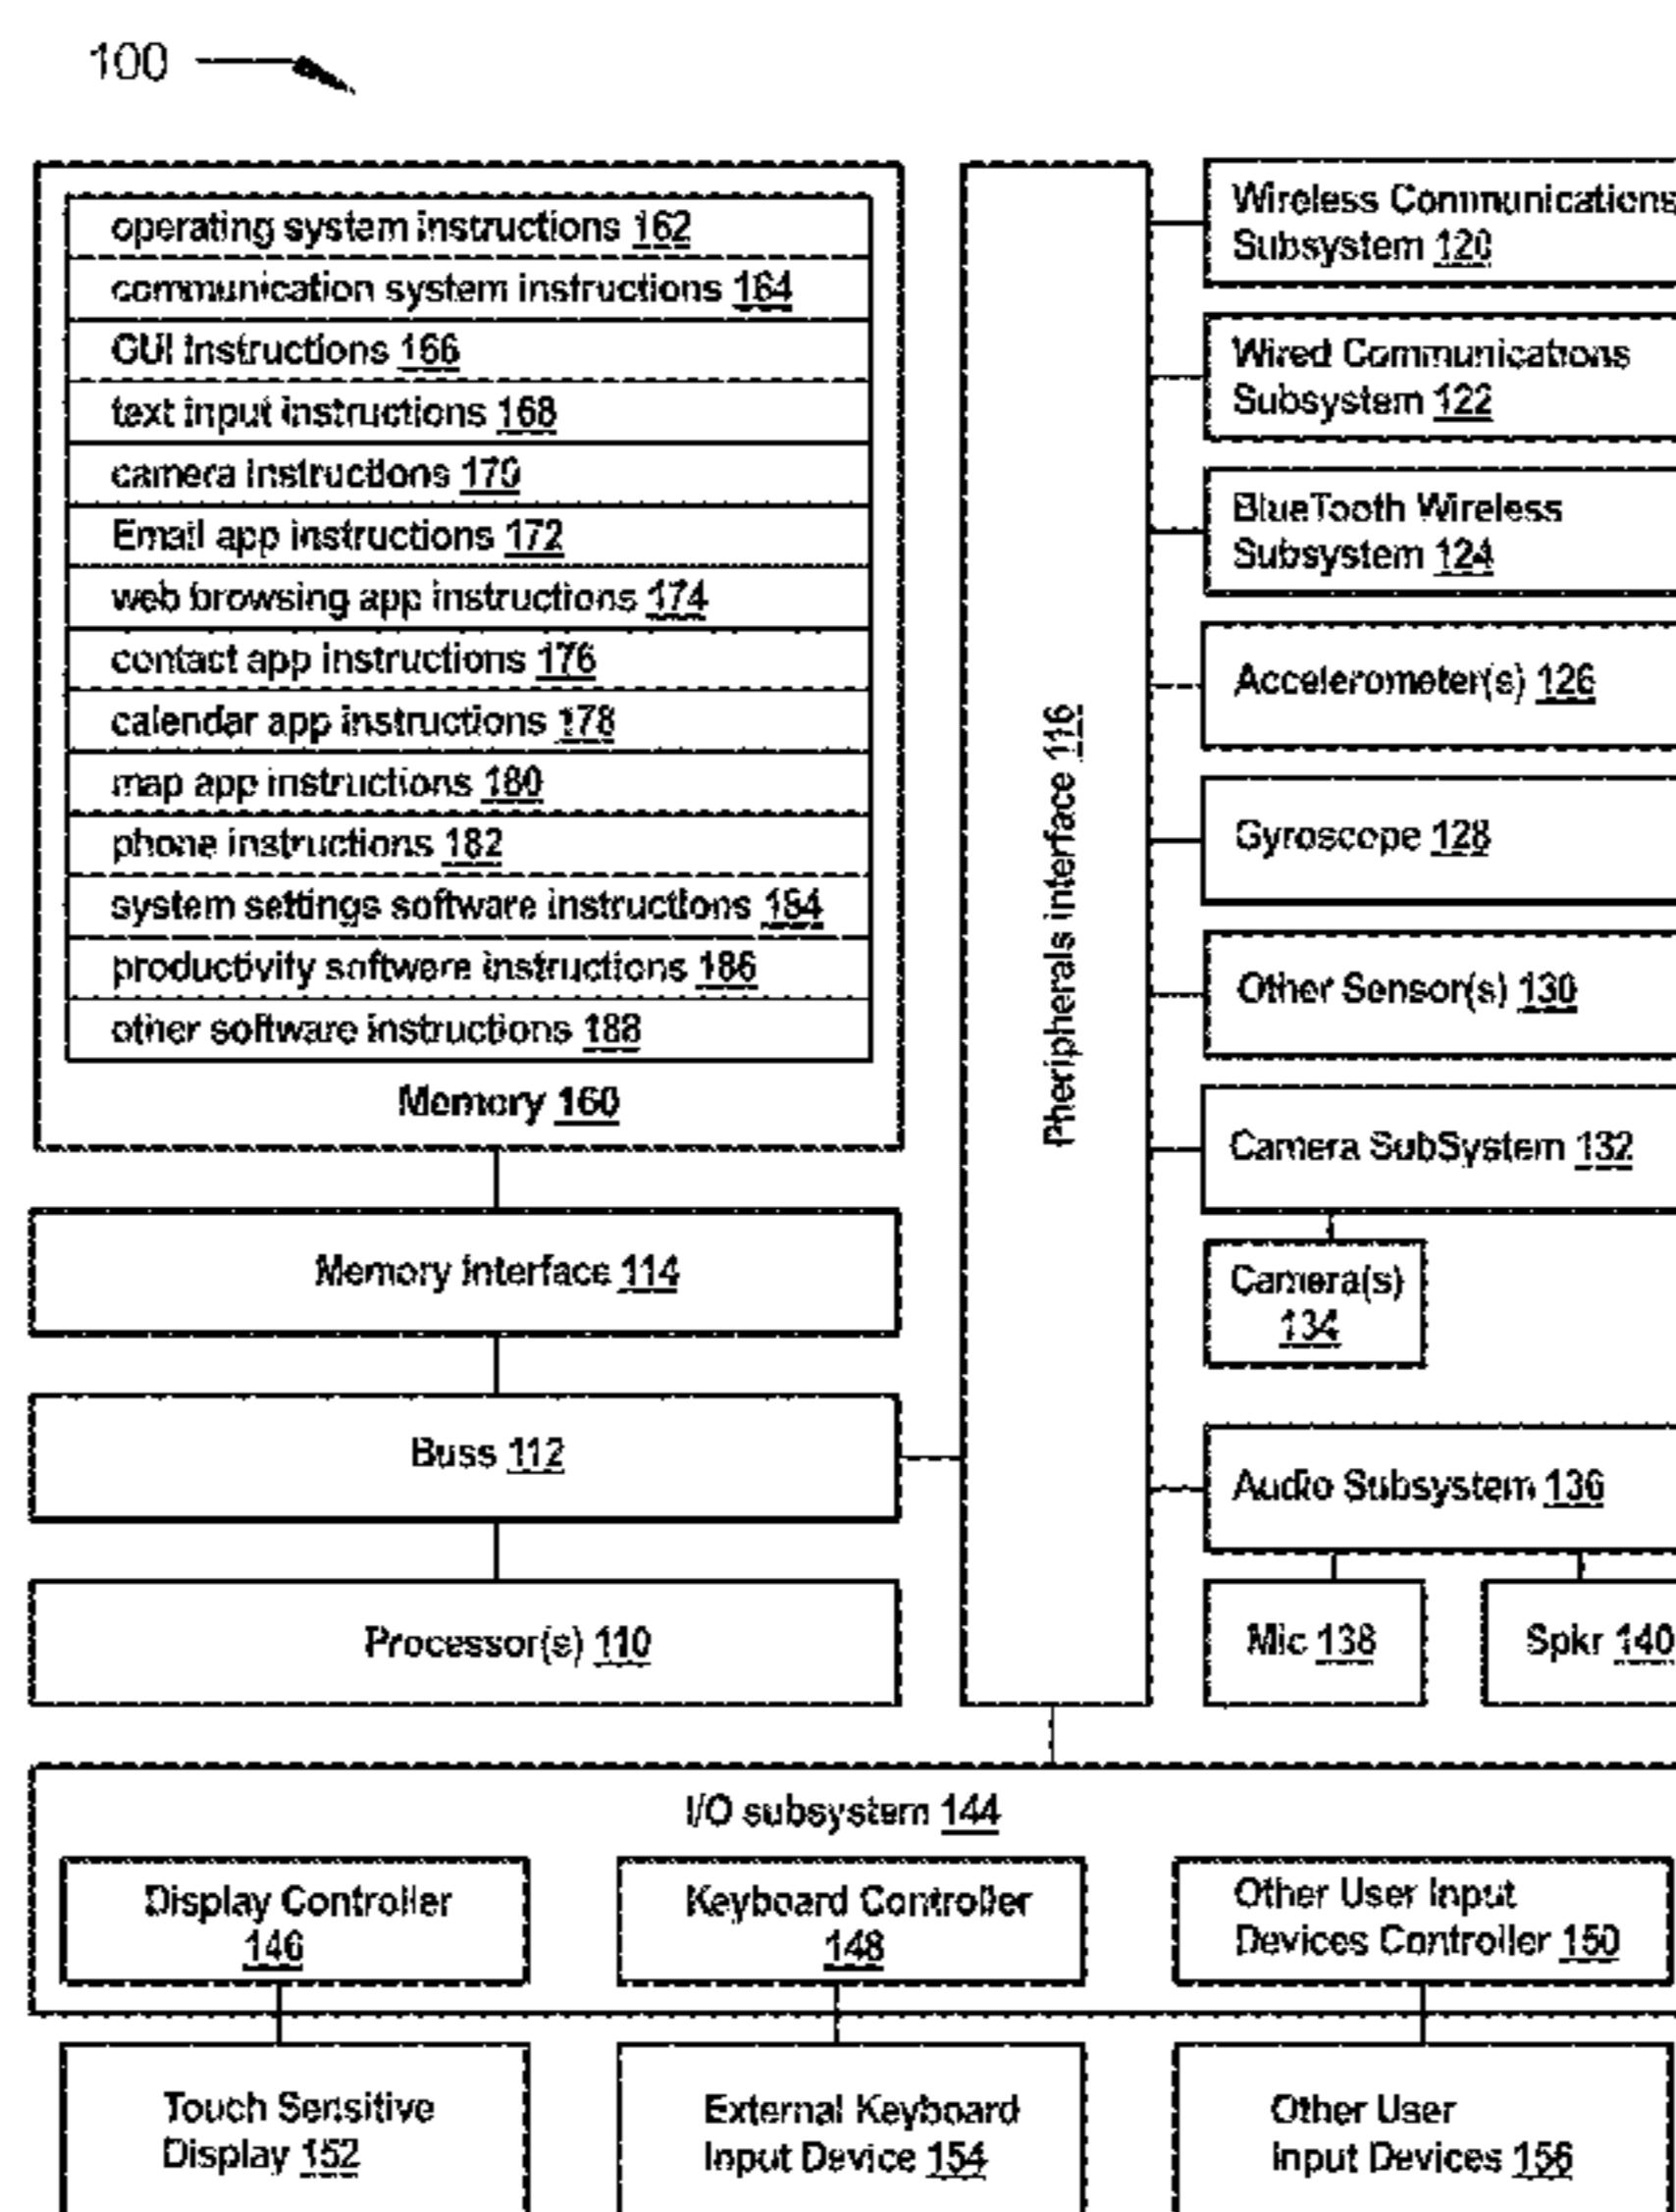 100
operating system instructions 162
communication system instructions 164
GUI instructions 166
text input instructions 168
camera instructions 170
Email app instructions 172
web browsing app instructions 174
contact app instructions 176
calendar app instructions 178
map app instructions 180
phone instructions 182
system settings software instructions 184
productivity software instructions 186
other software instructions 188
Memory 160
Memory interface 114
Buss 112
Processor(s) 110
Pheripherals interface 116
Wireless Communications
Subsystem 120
Wired Communications
Subsystem 122
BlueTooth Wireless
Subsystem 124
Accelerometer(s) 126
Gyroscope 128
Other Sensor(s) 130
Camera SubSystem 132
Camera(s)
134
Audio Subsystem 136
Mic 138
Spkr 140
I/O subsystem 144
Display Controller
146
Keyboard Controller
148
Other User Input
Devices Controller 150
Touch Sensitive
Display 152
External Keyboard
Input Device 154
Other User
Input Devices 156